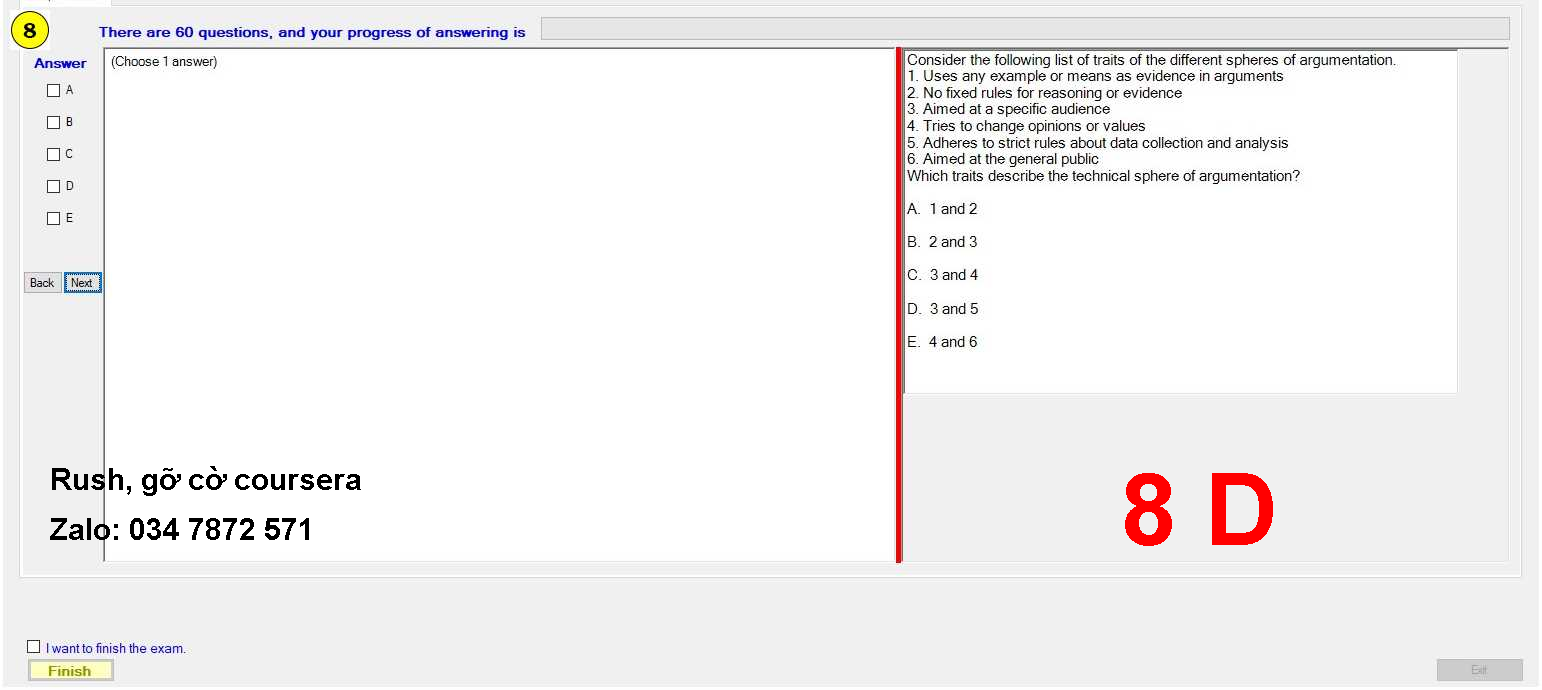 8
There are 60 questions, and your progress of answering is
Answer
A
B
C
D
E
Back Next
(Choose 1 answer)
Consider the following list of traits of the different spheres of argumentation.
1. Uses any example or means as evidence in arguments
2. No fixed rules for reasoning or evidence
3. Aimed at a specific audience
4. Tries to change opinions or values
5. Adheres to strict rules about data collection and analysis
6. Aimed at the general public
Which traits describe the technical sphere of argumentation?
A. 1 and 2
B. 2 and 3
C. 3 and 4
D. 3 and 5
E. 4 and 6
Rush, gỡ cờ coursera
Zalo: 034 7872 571
8 D
I want to finish the exam.
Finish
Exit